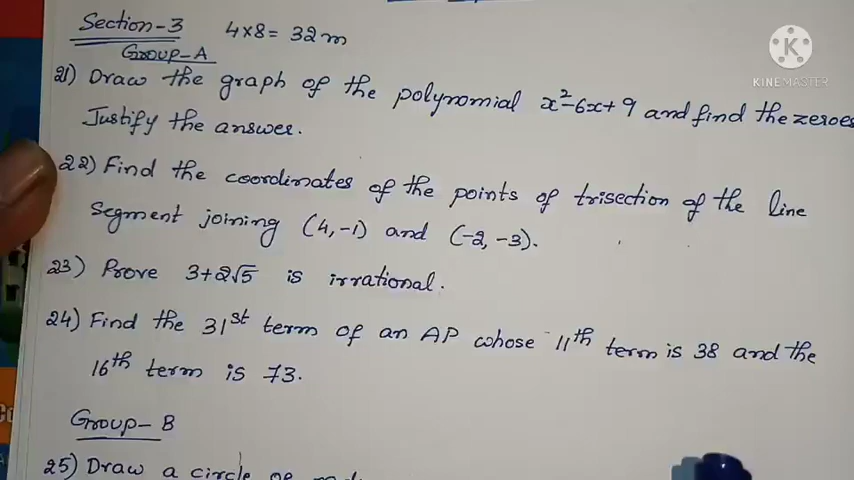 Section-3 4×8= 32m
Group-A
21) Draw the graph of the polynomial x²-6x+9 and find the zeroes
Justify the answer.
22) Find the coordinates of the points of trisection of the line
segment joining (4,-1) and (-2,-3).
23) Prove 3+2√5 is irrational.
24) Find the 31st term of an AP whose 11th term is 38 and the
16th term is 73.
Group-B
25) Draw a circle of
K
KINEMASTER